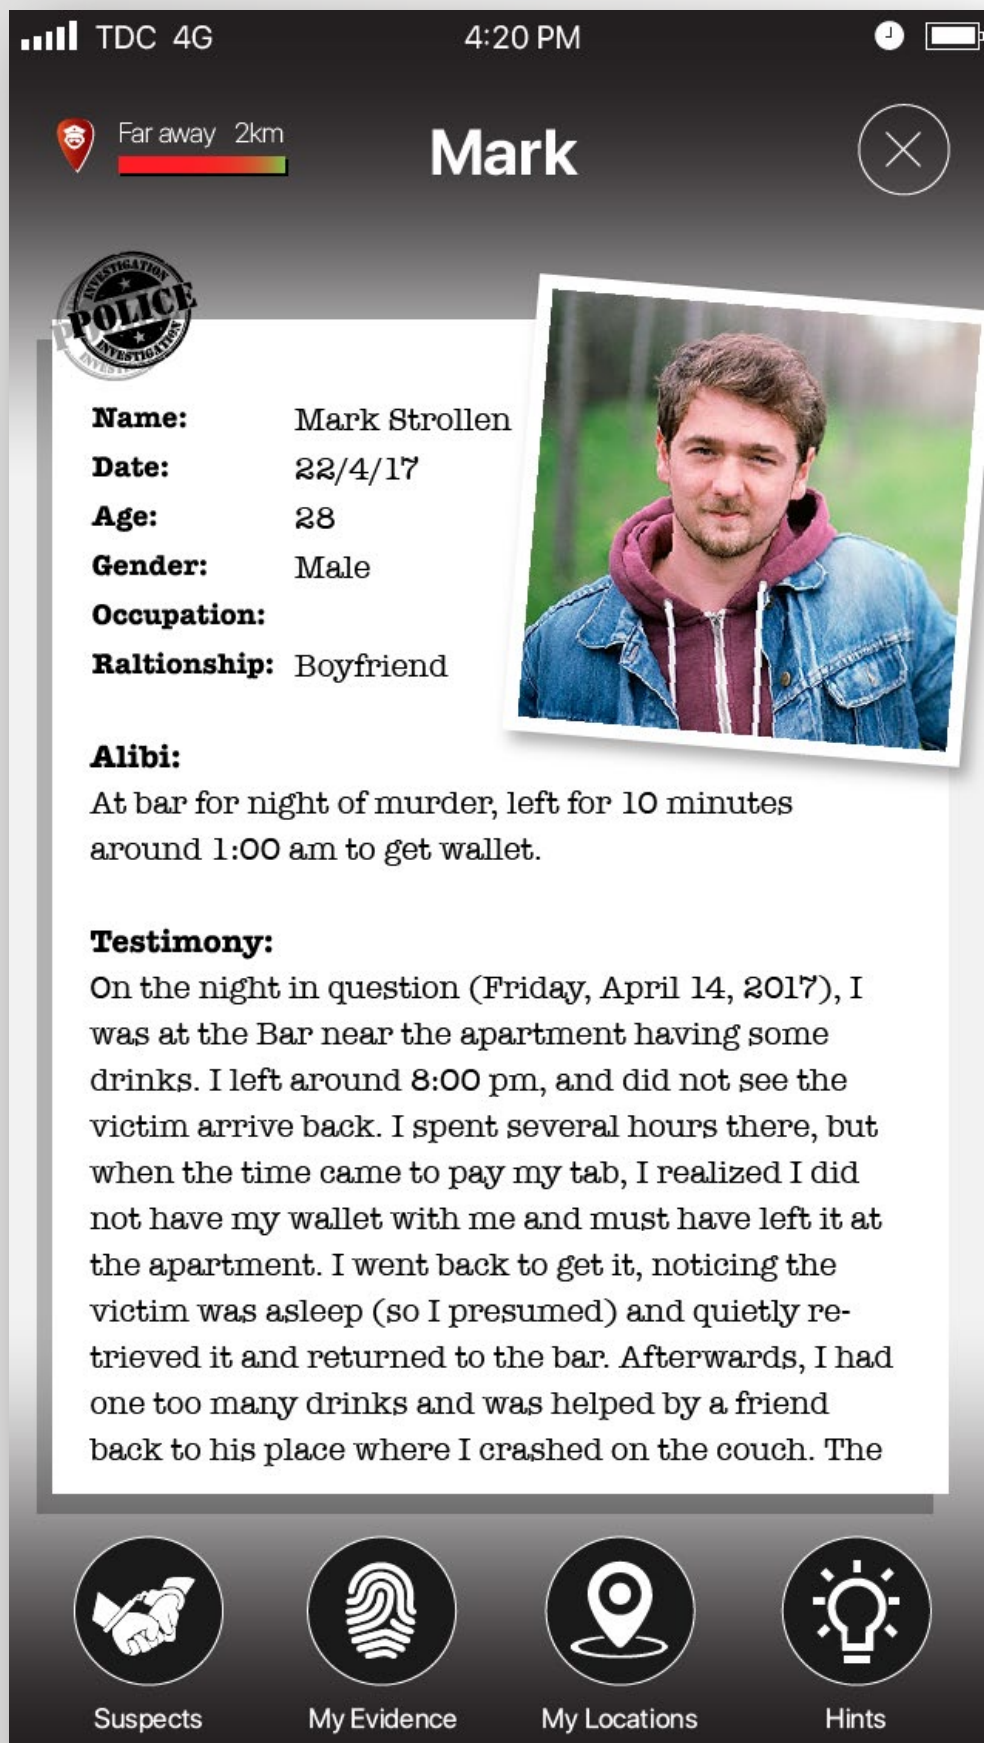 TDC 4G 4:20 PM
Far away 2km
Mark
INVESTIGATION
POLICE
INVESTIGATION
Name: Mark Strollen
Date: 22/4/17
Age: 28
Gender: Male
Occupation:
Raltionship: Boyfriend
Alibi:
At bar for night of murder, left for 10 minutes
around 1:00 am to get wallet.
Testimony:
On the night in question (Friday, April 14, 2017), I
was at the Bar near the apartment having some
drinks. I left around 8:00 pm, and did not see the
victim arrive back. I spent several hours there, but
when the time came to pay my tab, I realized I did
not have my wallet with me and must have left it at
the apartment. I went back to get it, noticing the
victim was asleep (so I presumed) and quietly re-
trieved it and returned to the bar. Afterwards, I had
one too many drinks and was helped by a friend
back to his place where I crashed on the couch. The
Suspects My Evidence My Locations Hints